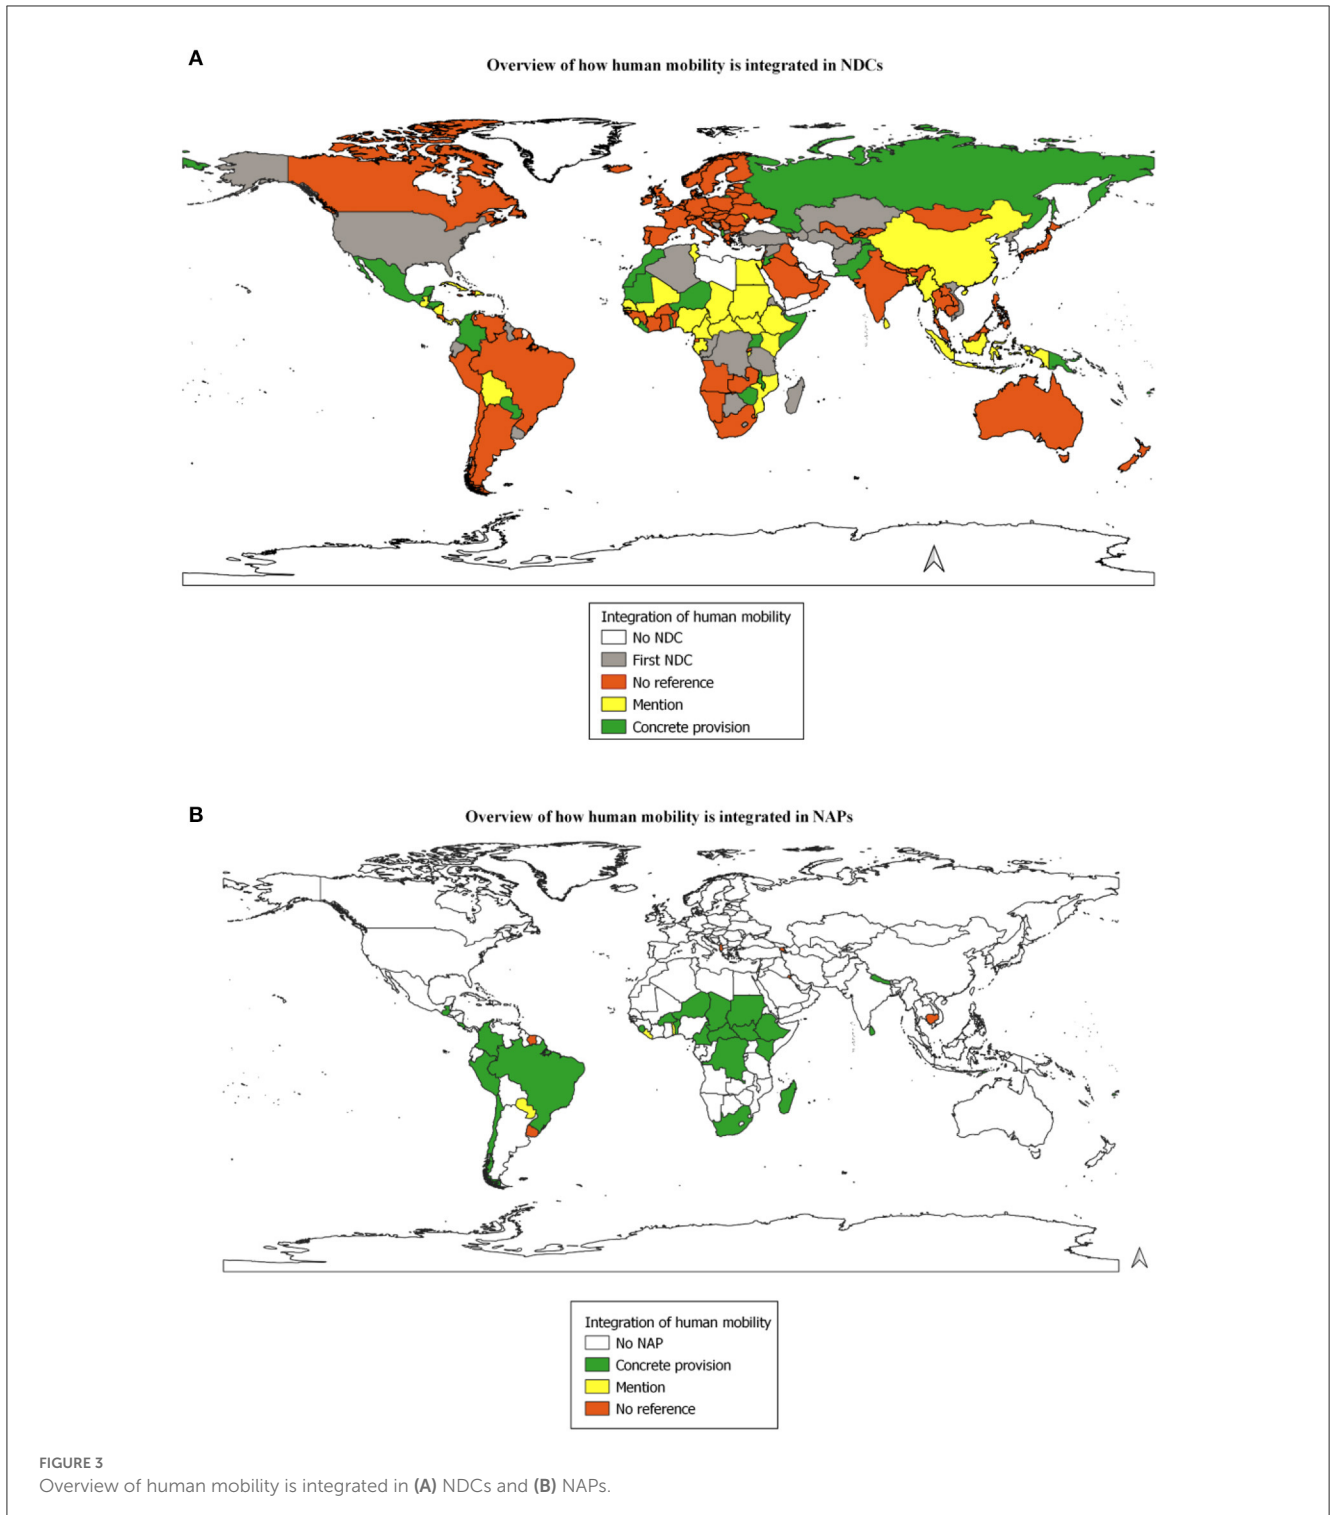 A
Overview of how human mobility is integrated in NDCs
Integration of human mobility
No NDC
First NDC
No reference
Mention
Concrete provision
B
Overview of how human mobility is integrated in NAPs
Integration of human mobility
No NAP
Concrete provision
Mention
No reference
FIGURE 3
Overview of human mobility is integrated in (A) NDCs and (B) NAPs.